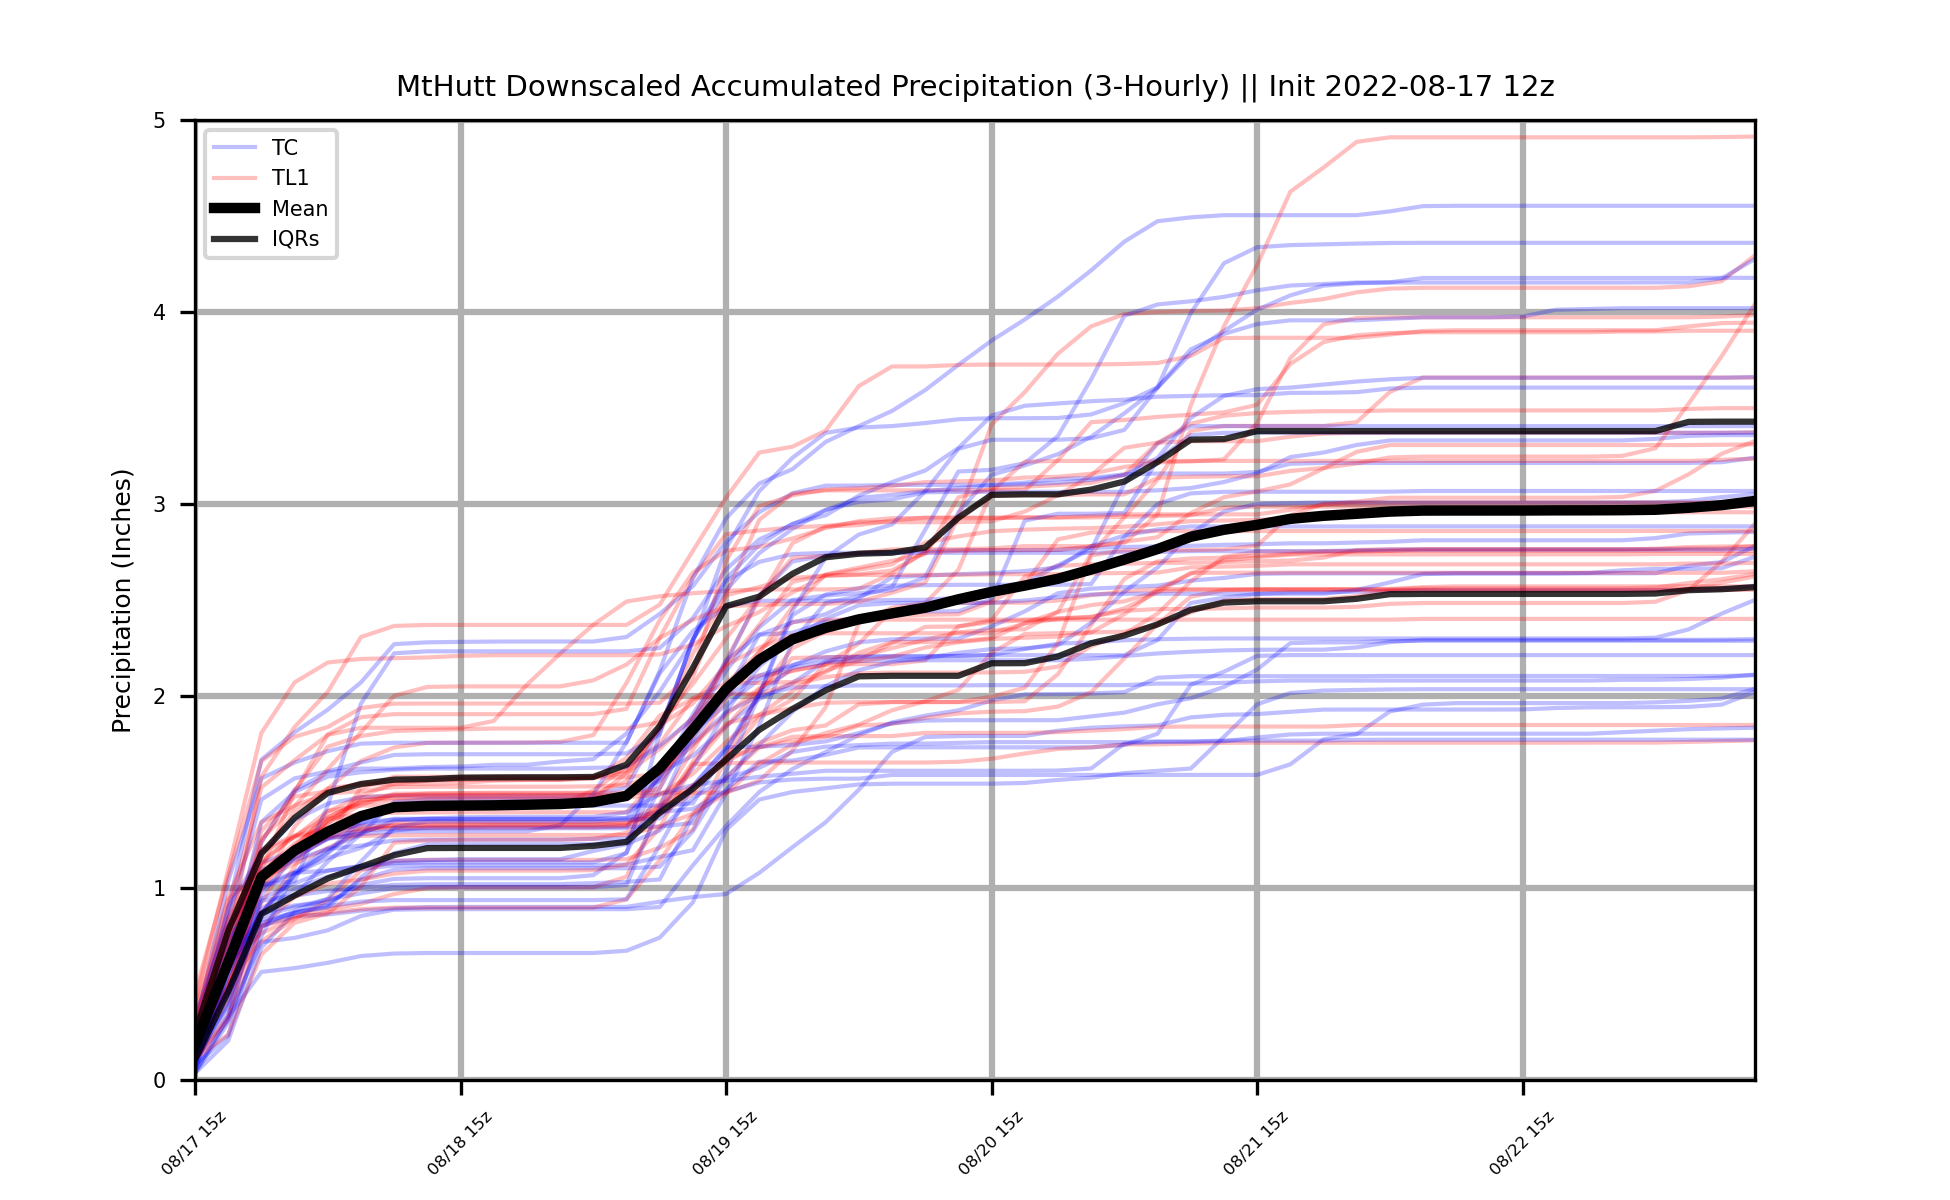 MtHutt Downscaled Accumulated Precipitation (3-Hourly) || Init 2022-08-17 12z
TC
TL1
Mean
IQRs
Precipitation (Inches)
5
4
3
2
1
0
08/17 15z
08/18 15z
08/19 15z
08/20 15z
08/21 15z
08/22 15z